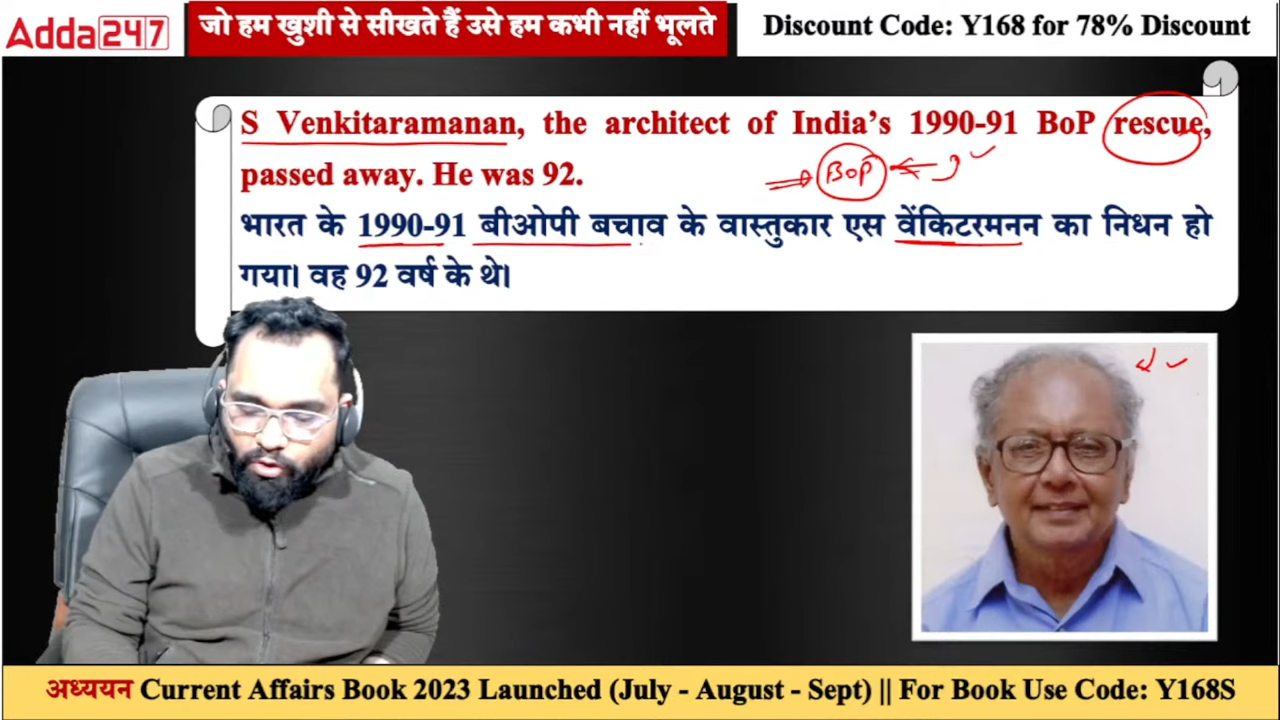 Adda247
जो हम खुशी से सीखते हैं उसे हम कभी नहीं भूलते
Discount Code: Y168 for 78% Discount
S Venkitaramanan, the architect of India's 1990-91 BoP rescue,
passed away. He was 92.
BoP
भारत के 1990-91 बीओपी बचाव के वास्तुकार एस वेंकिटरमनन का निधन हो
गया। वह 92 वर्ष के थे।
अध्ययन Current Affairs Book 2023 Launched (July - August - Sept) || For Book Use Code: Y168S